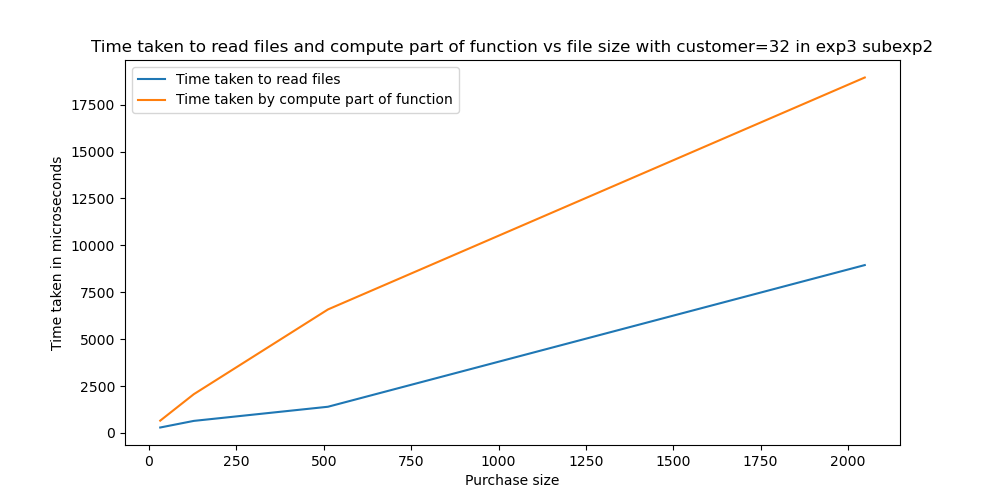 Time taken to read files and compute part of function vs file size with customer=32 in exp3 subexp2
Time taken to read files
Time taken by compute part of function
17500
15000
12500
10000
7500
5000
2500
0
Time taken in microseconds
0 250 500 750 1000 1250 1500 1750 2000
Purchase size